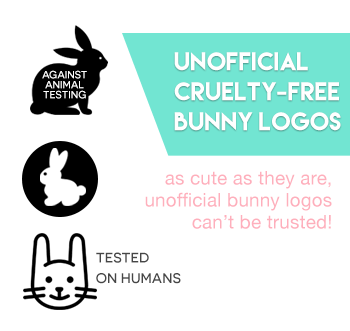 AGAINST
ANIMAL
TESTING
UNOFFICIAL
CRUELTY-FREE
BUNNY LOGOS
as cute as they are,
unofficial bunny logos
can't be trusted!
TESTED
ON HUMANS